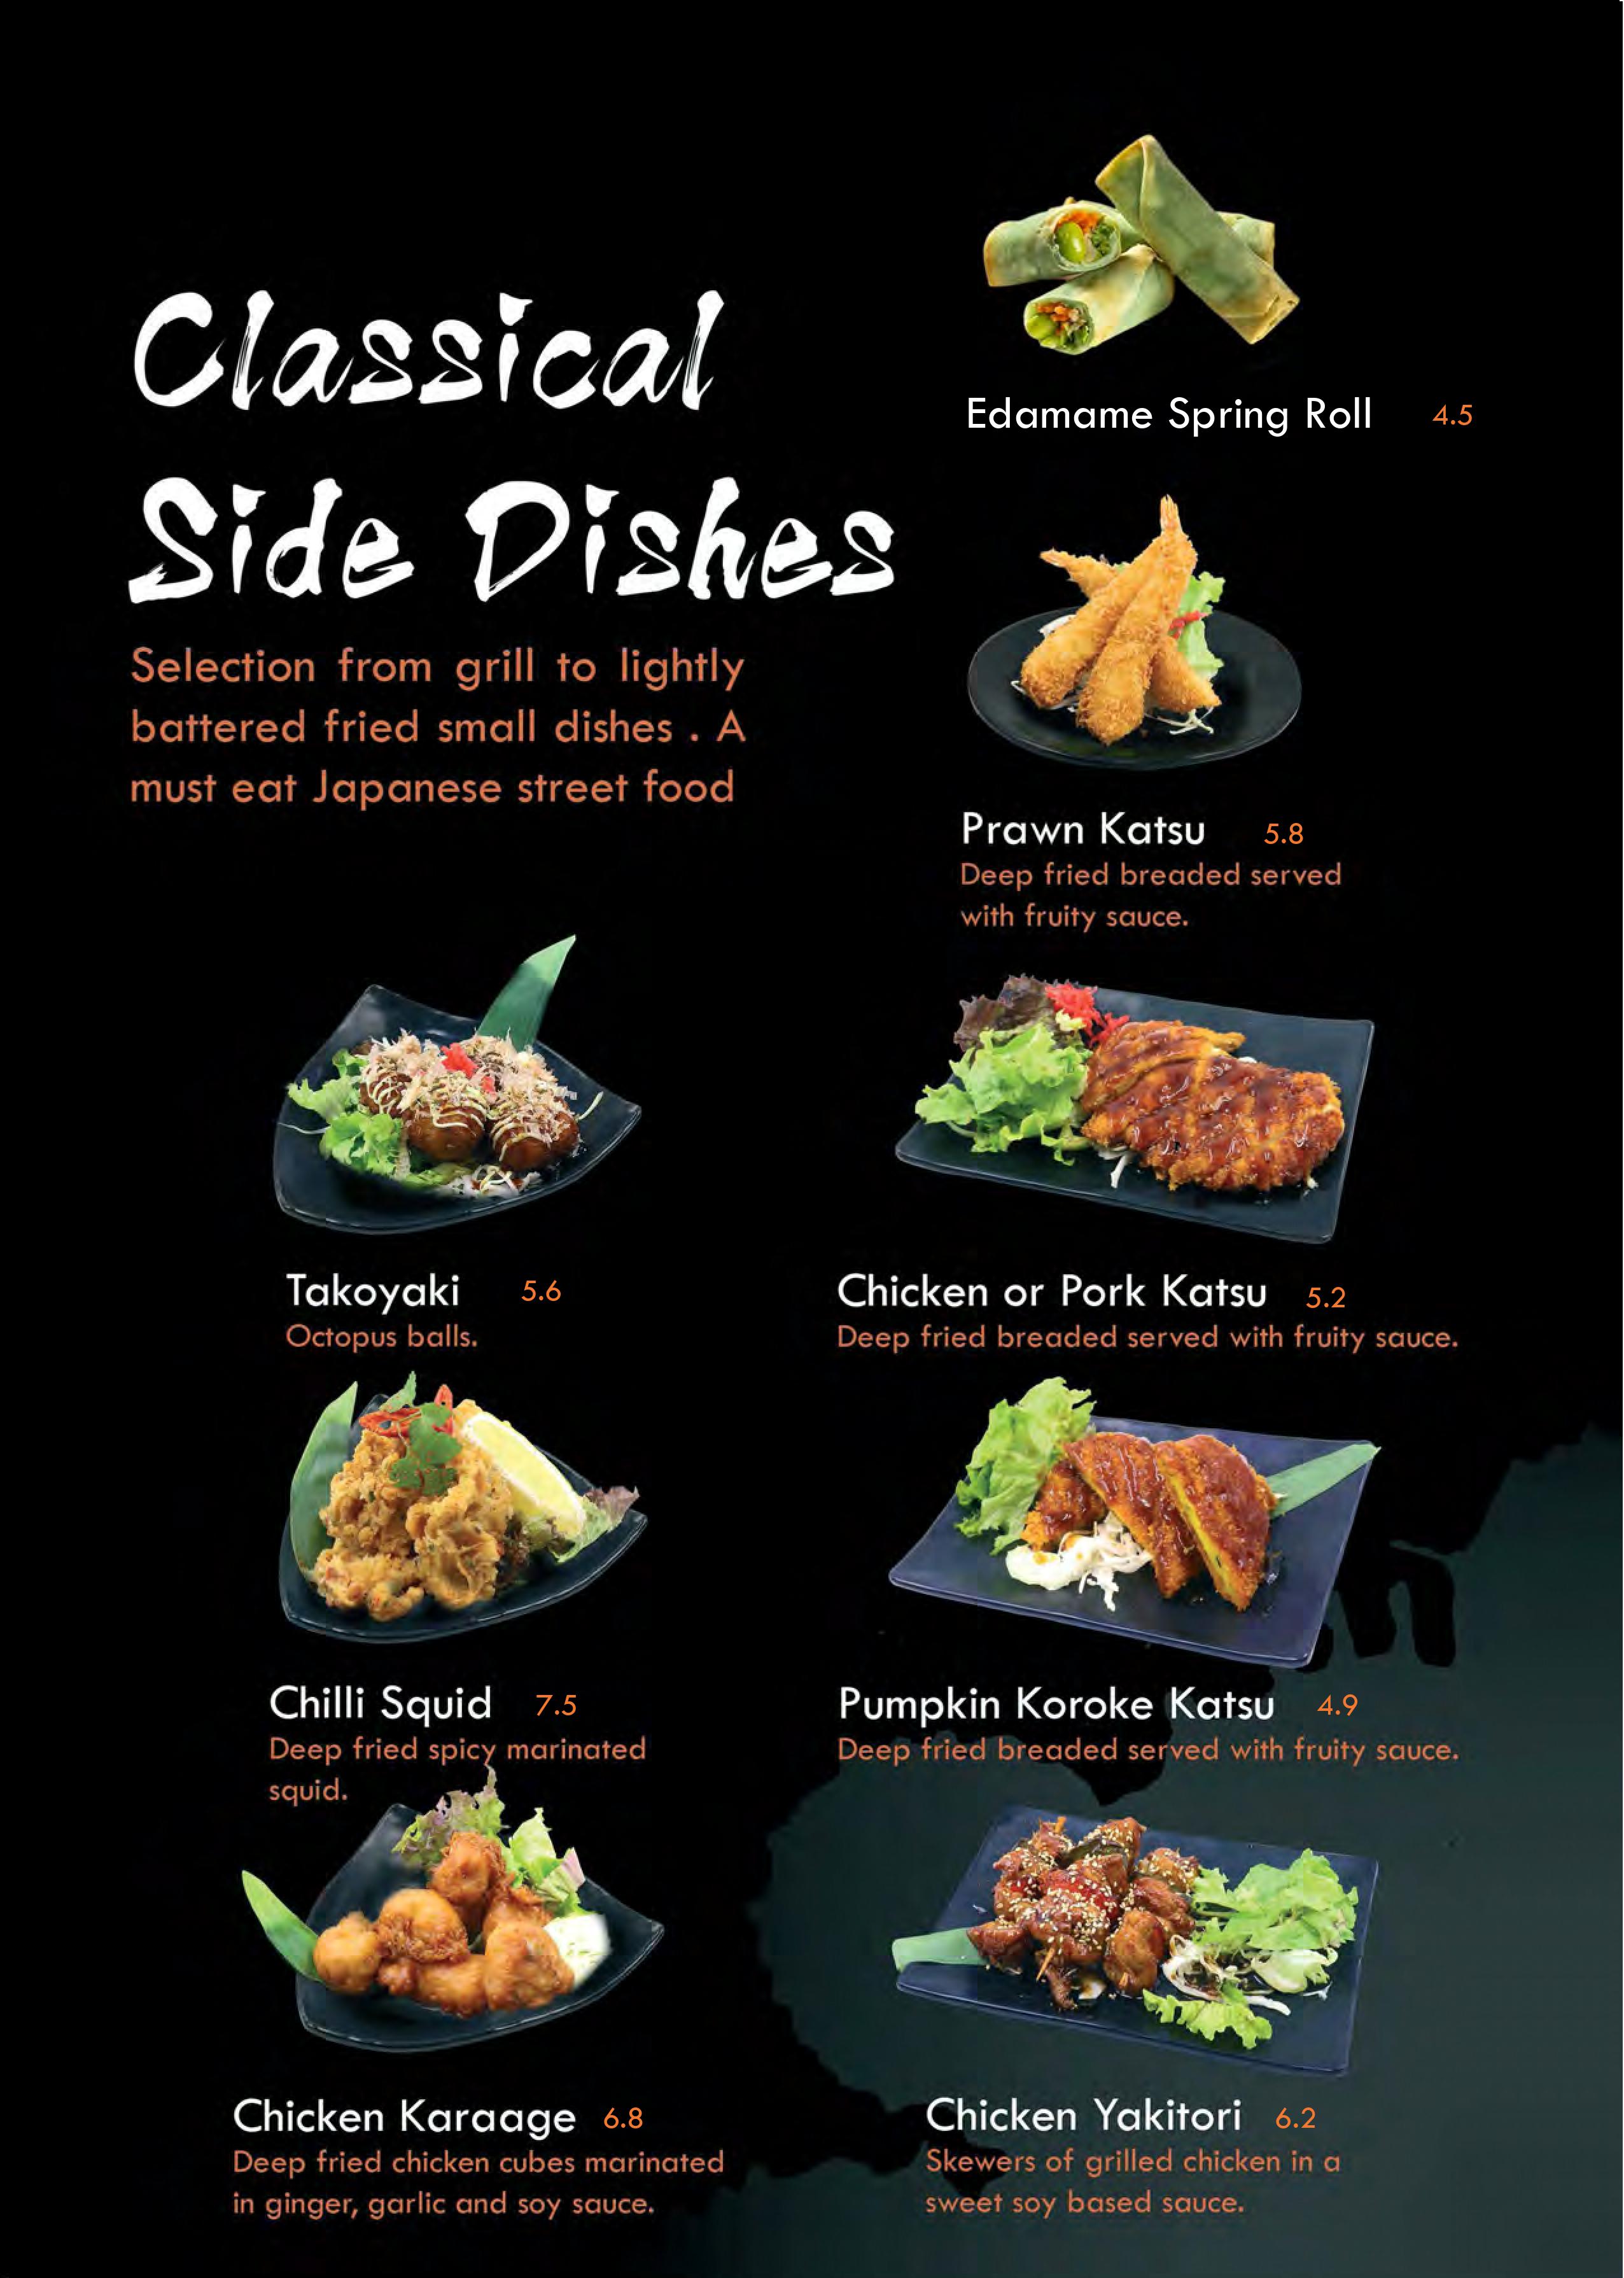 Classical
Side Dishes
Selection from grill to lightly
battered fried small dishes . A
must eat Japanese street food
Edamame Spring Roll 4.5
Prawn Katsu 5.8
Deep fried breaded served
with fruity sauce.
Takoyaki 5.6
Octopus balls.
Chicken or Pork Katsu 5.2
Deep fried breaded served with fruity sauce.
Chilli Squid 7.5
Deep fried spicy marinated
squid.
Pumpkin Koroke Katsu 4.9
Deep fried breaded served with fruity sauce.
Chicken Karaage 6.8
Deep fried chicken cubes marinated
in ginger, garlic and soy sauce.
Chicken Yakitori 6.2
Skewers of grilled chicken in a
sweet soy based sauce.